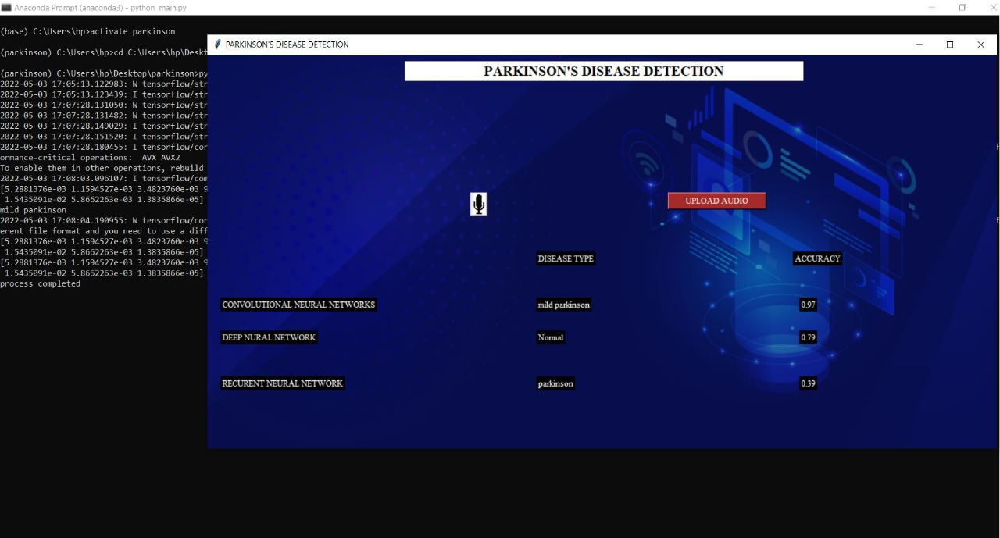 Anaconda Prompt (anaconda3) - python main.py
(base) C:\Users\hp>activate parkinson
(parkinson) C:\Users\hp>cd C:\Users\hp\Deskt
(parkinson) C:\Users\hp\Desktop\parkinson>py
2022-05-03 17:05:13.122983: W tensorflow/str
2022-05-03 17:05:13.123439: I tensorflow/str
2022-05-03 17:07:28.131050: W tensorflow/str
2022-05-03 17:07:28.131482: W tensorflow/str
2022-05-03 17:07:28.149029: I tensorflow/str
2022-05-03 17:07:28.151520: I tensorflow/str
2022-05-03 17:07:28.180455: I tensorflow/cor
ormance-critical operations:  AVX AVX2
To enable them in other operations, rebuild
2022-05-03 17:08:03.096107: I tensorflow/com
[5.2881376e-03 1.1594527e-03 3.4823760e-03 9
1.5435091e-02 5.8662263e-03 1.3835866e-05]
mild parkinson
2022-05-03 17:08:04.190955: W tensorflow/cor
erent file format and you need to use a diff
[5.2881376e-03 1.1594527e-03 3.4823760e-03 9
1.5435091e-02 5.8662263e-03 1.3835866e-05]
[5.2881376e-03 1.1594527e-03 3.4823760e-03 9
1.5435091e-02 5.8662263e-03 1.3835866e-05]
process completed
PARKINSON'S DISEASE DETECTION
PARKINSON'S DISEASE DETECTION
UPLOAD AUDIO
DISEASE TYPE ACCURACY
CONVOLUTIONAL NEURAL NETWORKS mild parkinson 0.97
DEEP NURAL NETWORK Normal 0.79
RECURENT NEURAL NETWORK parkinson 0.39